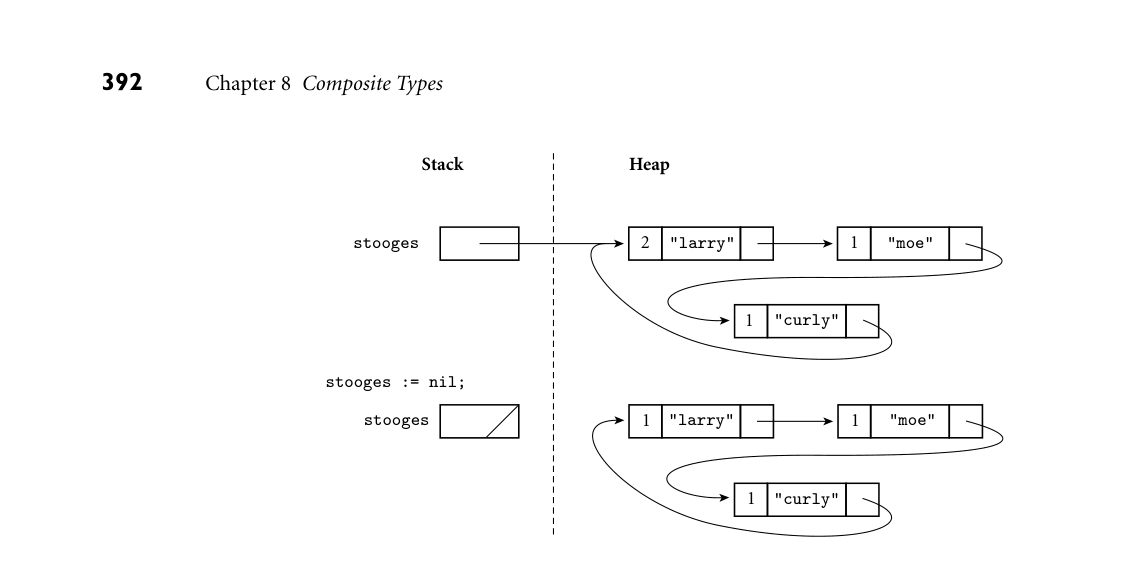 392 Chapter 8 Composite Types
Stack Heap
stooges 2 "larry" 1 "moe"
1 "curly"
stooges := nil;
stooges 1 "larry" 1 "moe"
1 "curly"